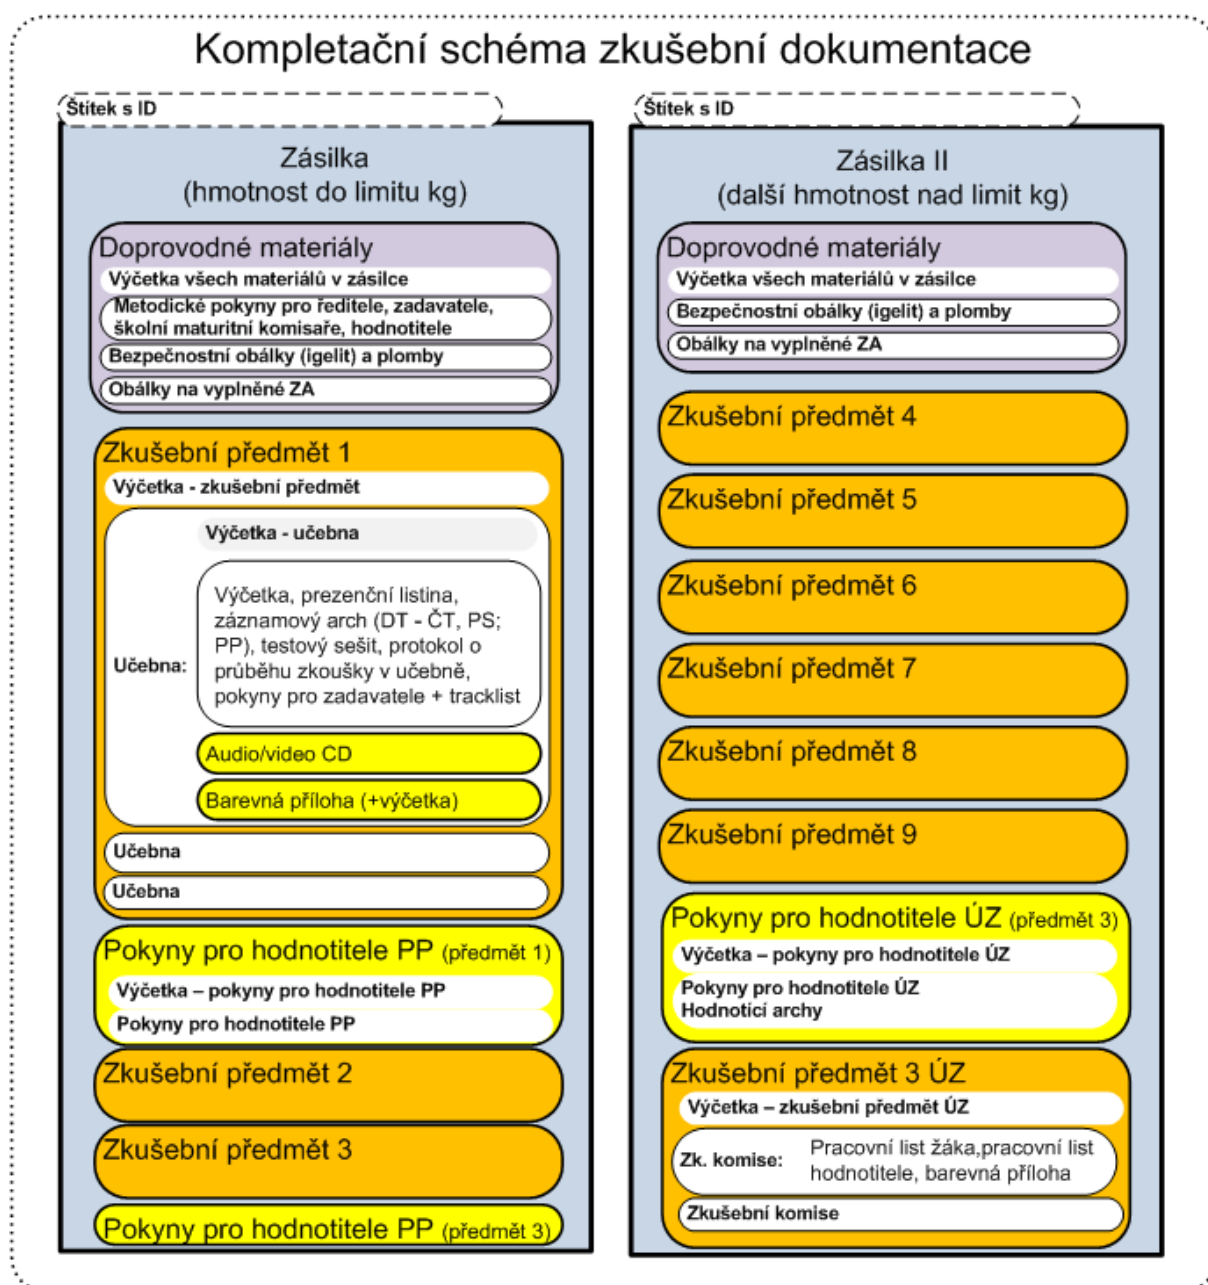 Kompletační schéma zkušební dokumentace
Štítek s ID
Zásilka
(hmotnost do limitu kg)
Doprovodné materiály
Výčetka všech materiálů v zásilce
Metodické pokyny pro ředitele, zadavatele,
školní maturitní komisaře, hodnotitele
Bezpečnostní obálky (igelit) a plomby
Obálky na vyplněné ZA
Zkušební předmět 1
Výčetka - zkušební předmět
Výčetka - učebna
Učebna:
Výčetka, prezenční listina,
záznamový arch (DT - ČT, PS;
PP), testový sešit, protokol o
průběhu zkoušky v učebně,
pokyny pro zadavatele + tracklist
Audio/video CD
Barevná příloha (+výčetka)
Učebna
Učebna
Pokyny pro hodnotitele PP (předmět 1)
Výčetka – pokyny pro hodnotitele PP
Pokyny pro hodnotitele PP
Zkušební předmět 2
Zkušební předmět 3
Pokyny pro hodnotitele PP (předmět 3)
Štítek s ID
Zásilka II
(další hmotnost nad limit kg)
Doprovodné materiály
Výčetka všech materiálů v zásilce
Bezpečnostní obálky (igelit) a plomby
Obálky na vyplněné ZA
Zkušební předmět 4
Zkušební předmět 5
Zkušební předmět 6
Zkušební předmět 7
Zkušební předmět 8
Zkušební předmět 9
Pokyny pro hodnotitele ÚZ (předmět 3)
Výčetka – pokyny pro hodnotitele ÚZ
Pokyny pro hodnotitele ÚZ
Hodnotící archy
Zkušební předmět 3 ÚZ
Výčetka – zkušební předmět ÚZ
Zk. komise:
Pracovní list žáka,pracovní list
hodnotitele, barevná příloha
Zkušební komise